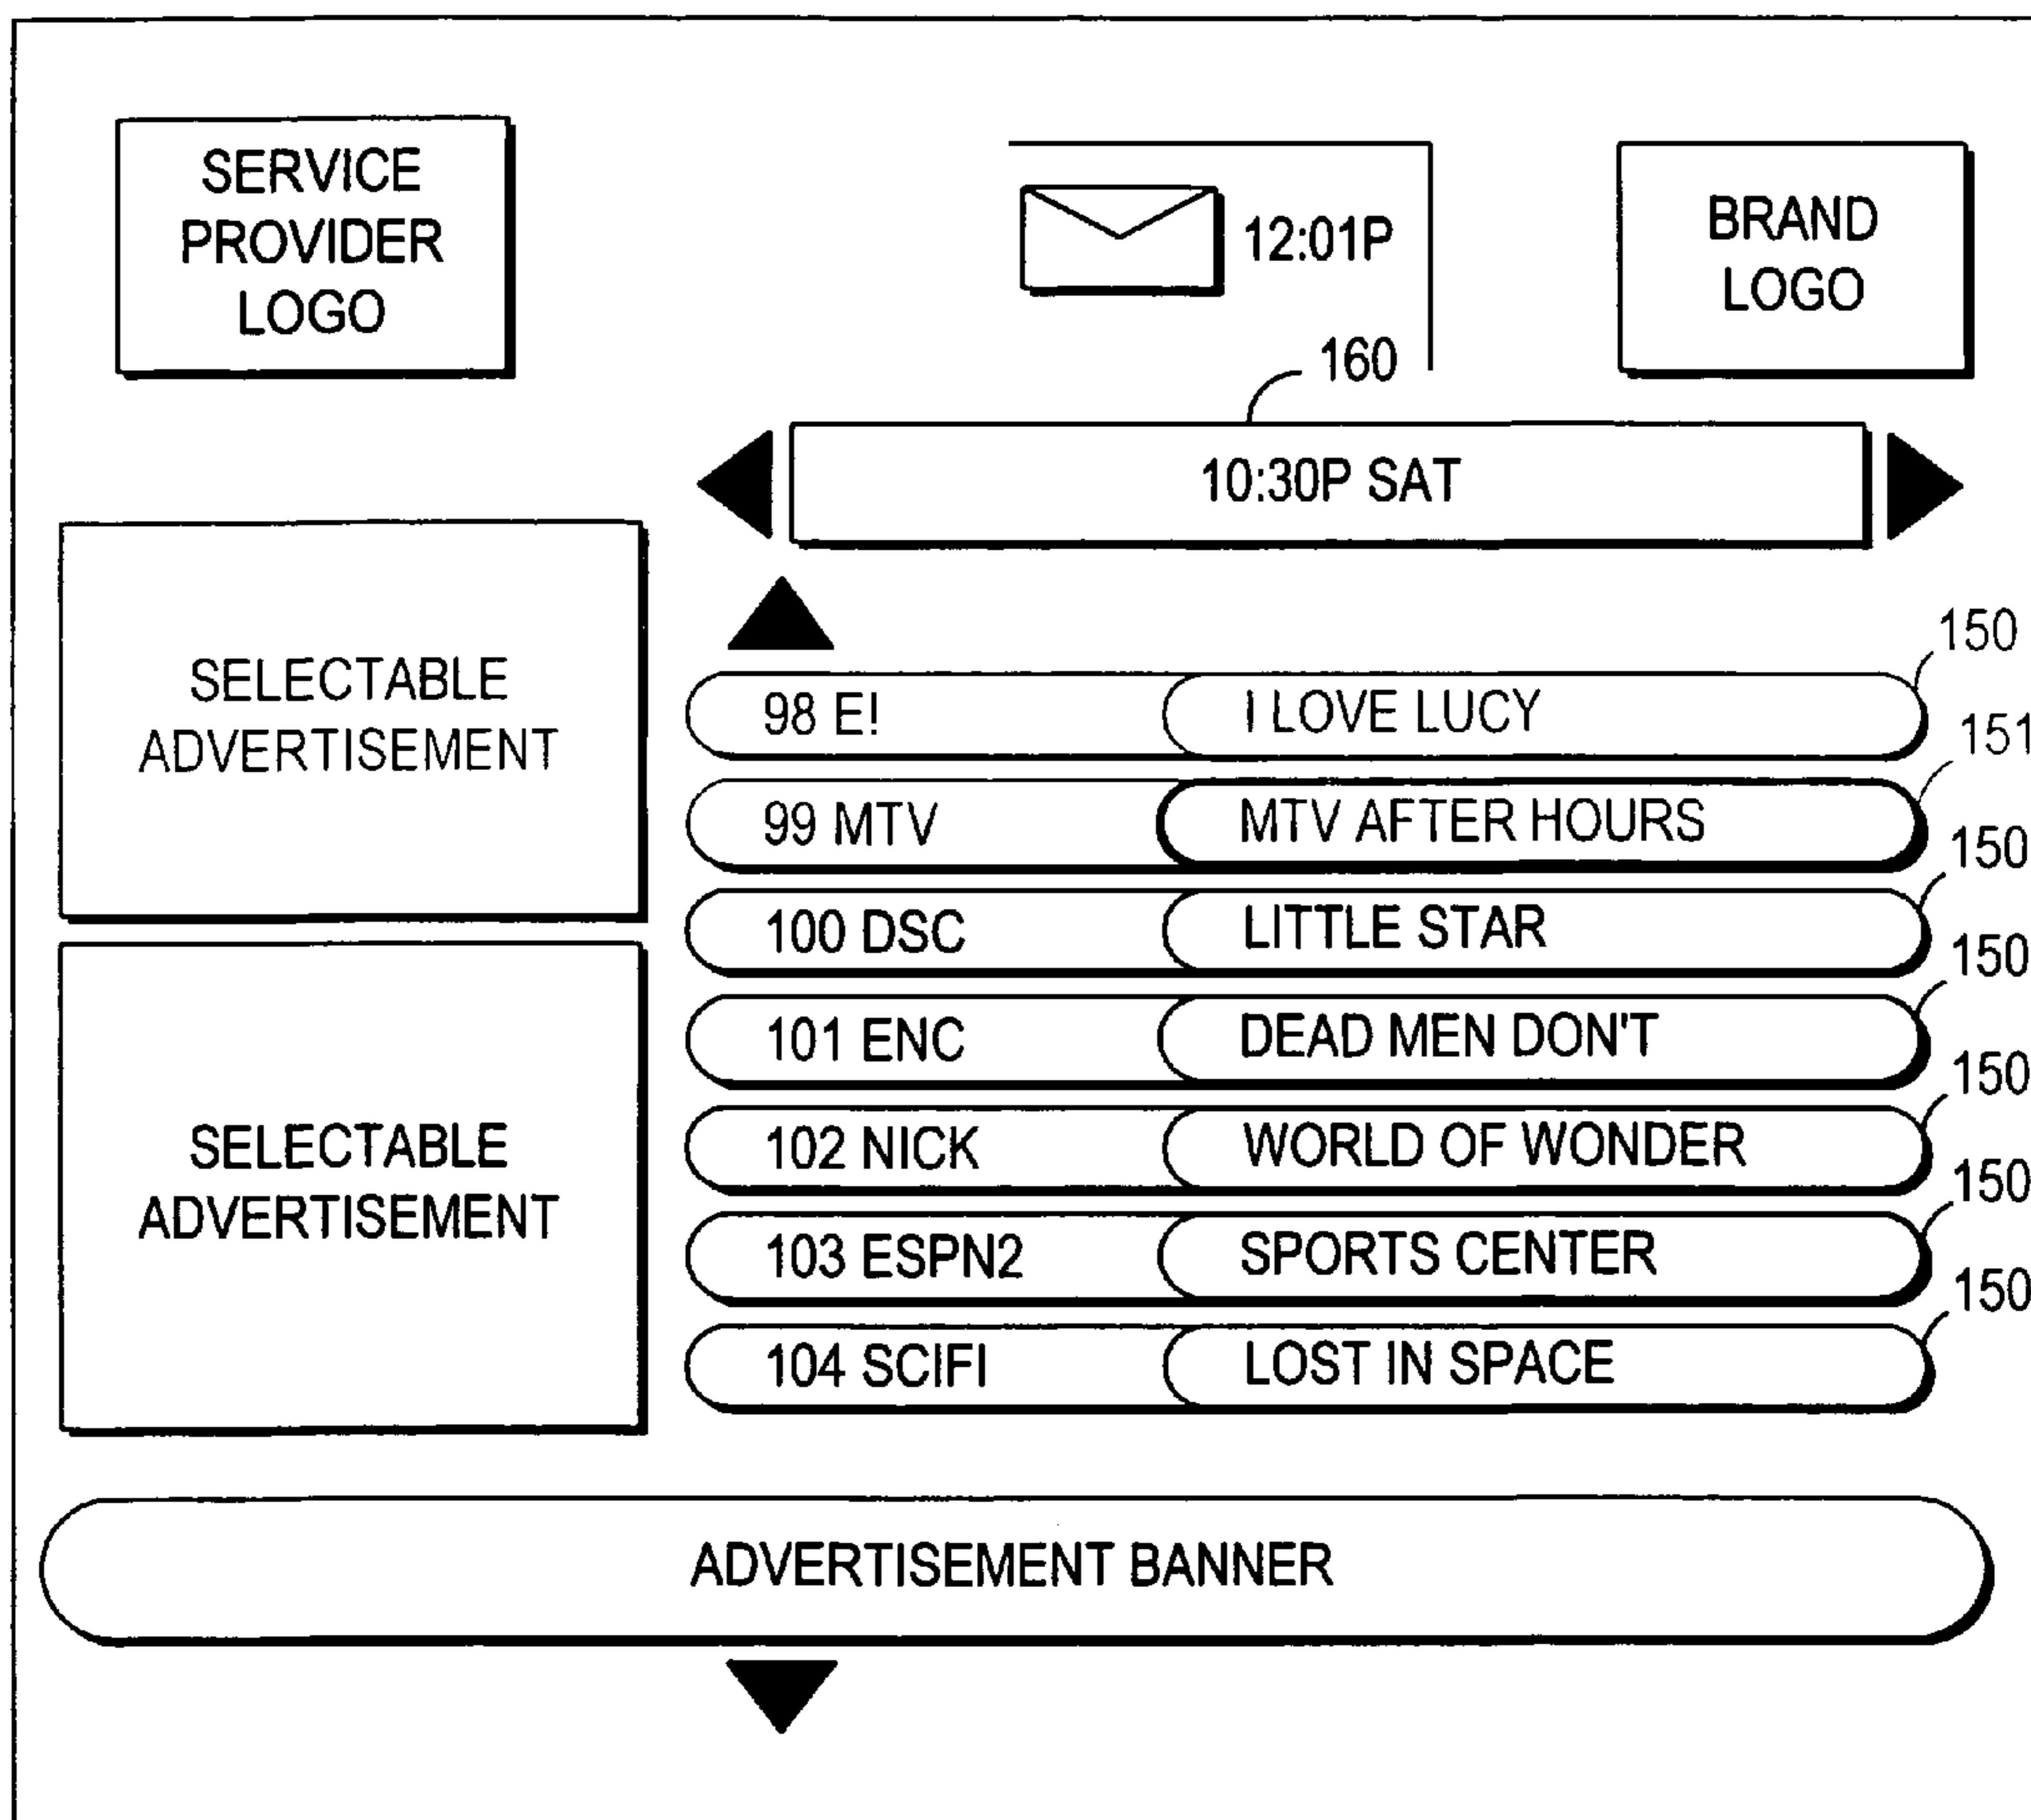 SERVICE
PROVIDER
LOGO
12:01P
BRAND
LOGO
160
10:30P SAT
SELECTABLE
ADVERTISEMENT
150
98 E! I LOVE LUCY
151
99 MTV MTV AFTER HOURS
150
100 DSC LITTLE STAR
150
101 ENC DEAD MEN DON'T
150
102 NICK WORLD OF WONDER
150
103 ESPN2 SPORTS CENTER
150
104 SCIFI LOST IN SPACE
SELECTABLE
ADVERTISEMENT
ADVERTISEMENT BANNER